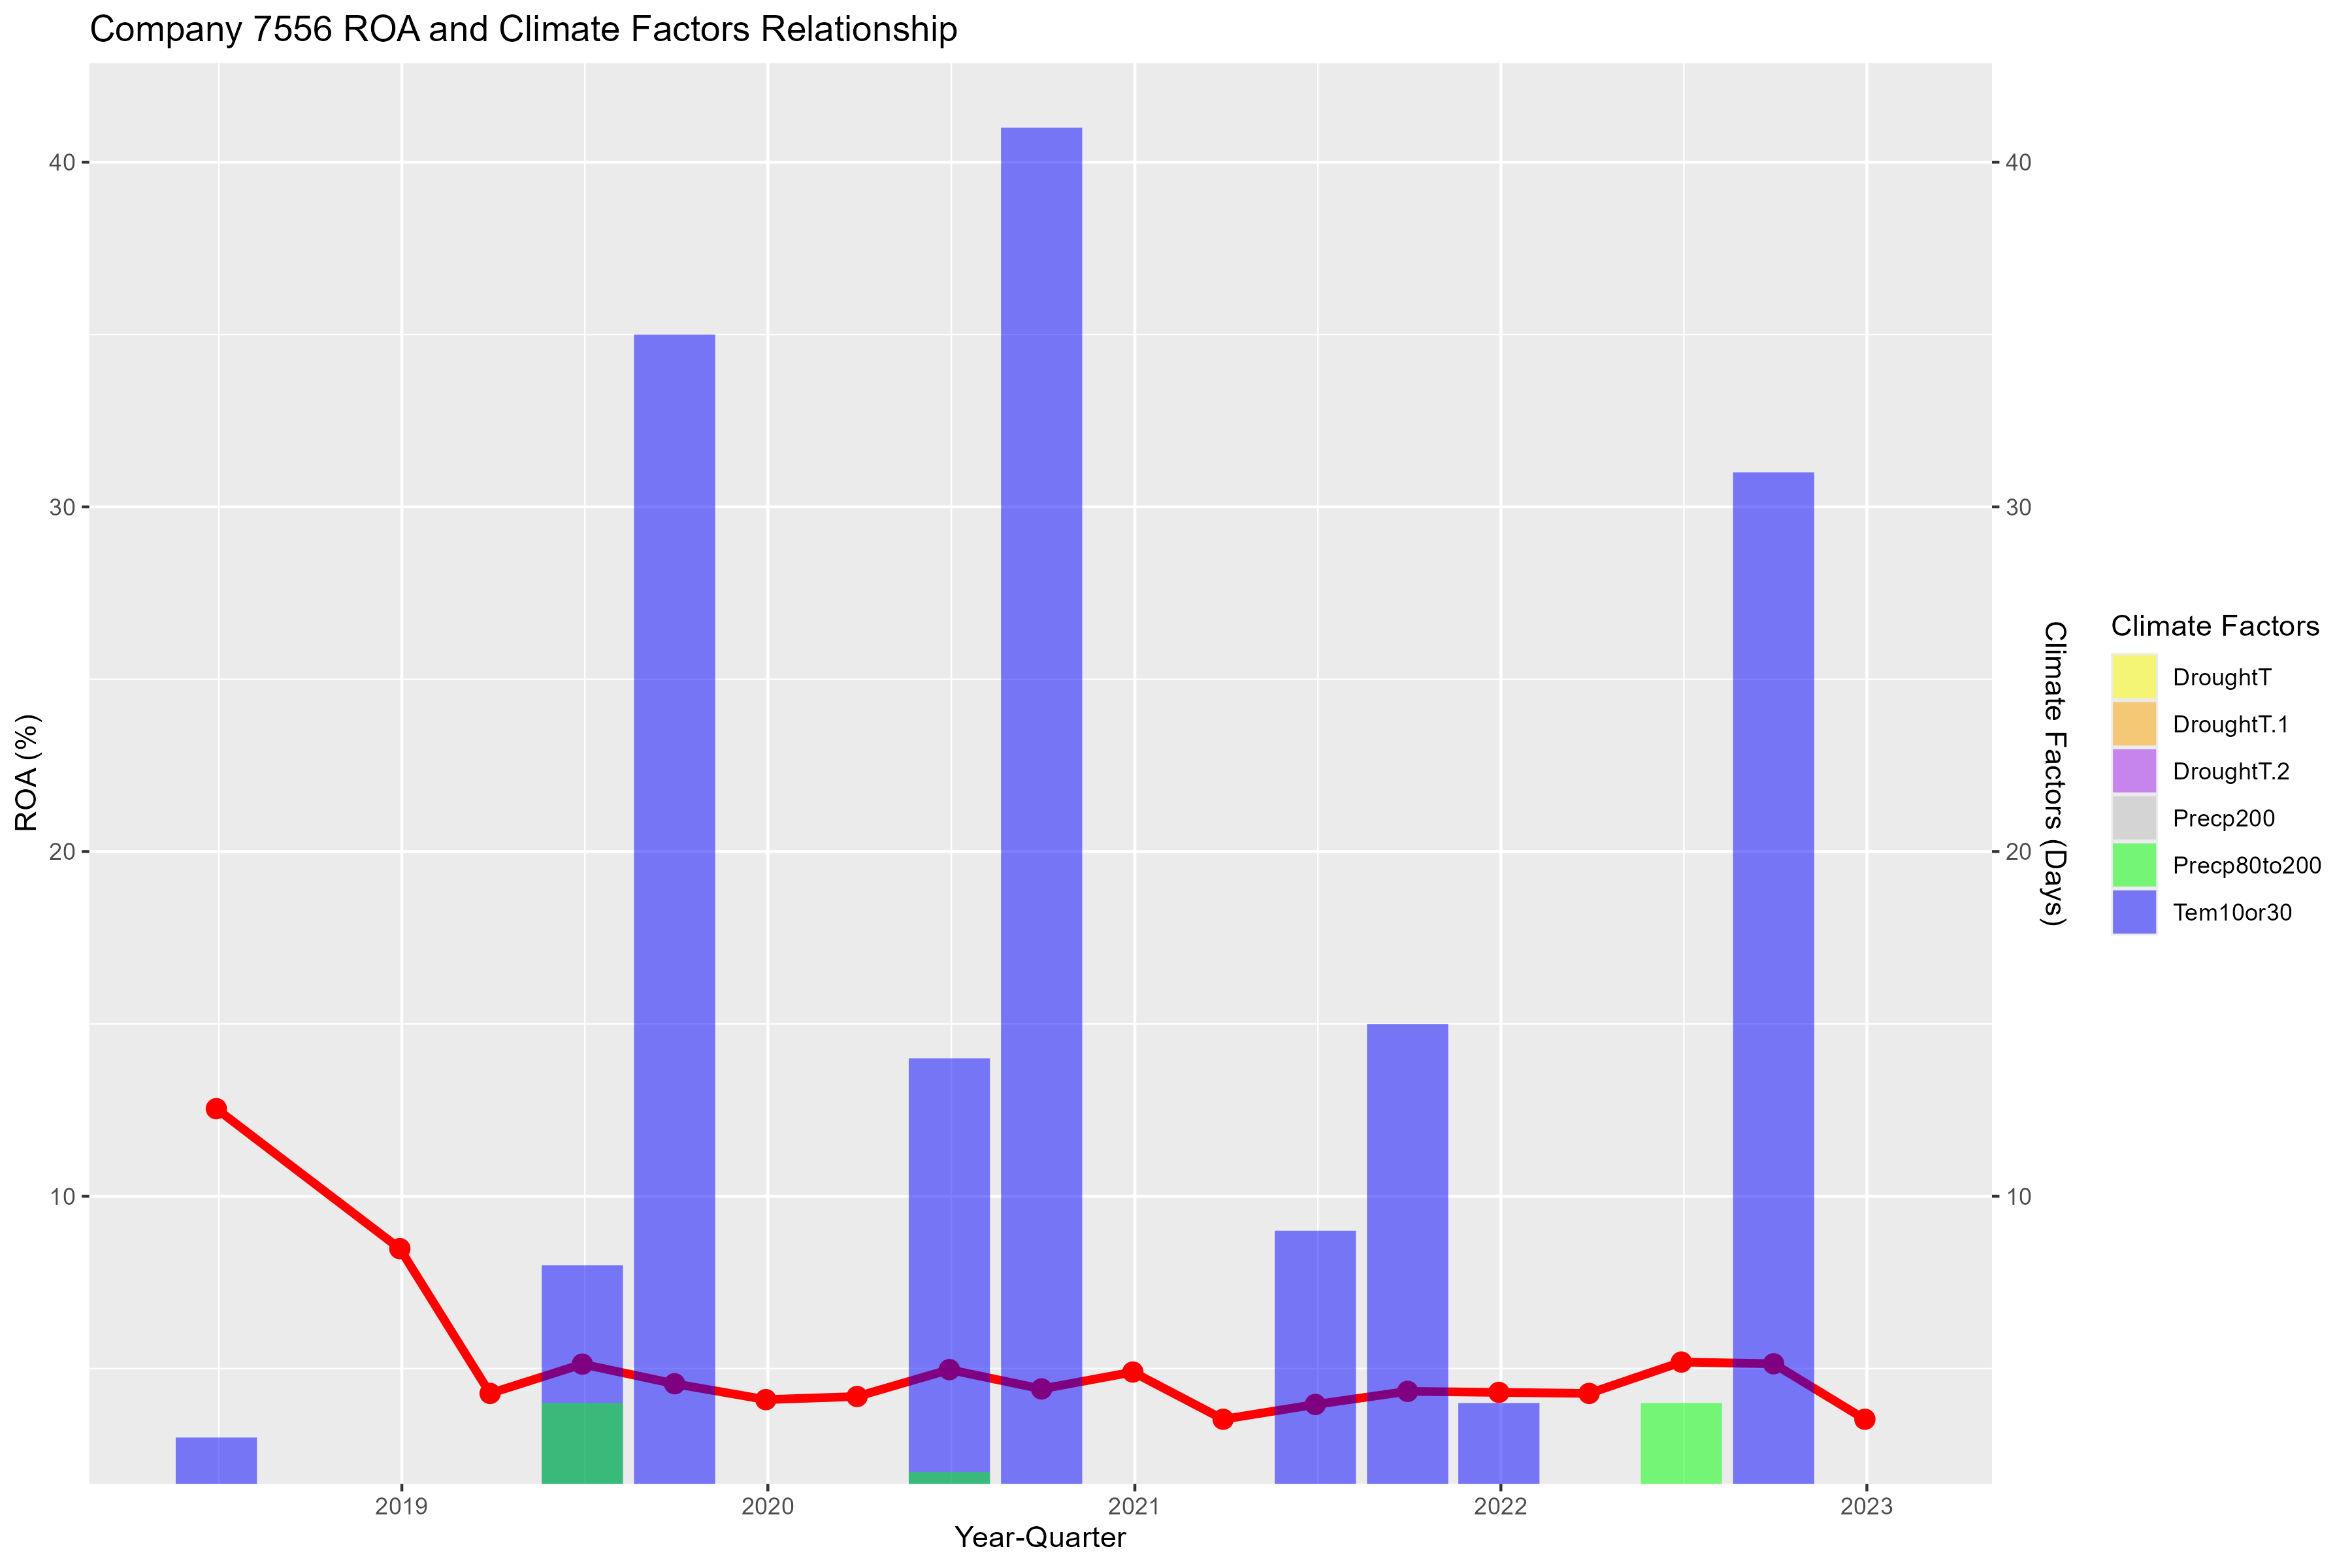 Company 7556 ROA and Climate Factors Relationship
ROA (%)
40
30
20
10
40
30
20
10
Climate Factors (Days)
2019
2020
2021
2022
2023
Year-Quarter
Climate Factors
DroughtT
DroughtT.1
DroughtT.2
Precp200
Precp80to200
Tem10or30